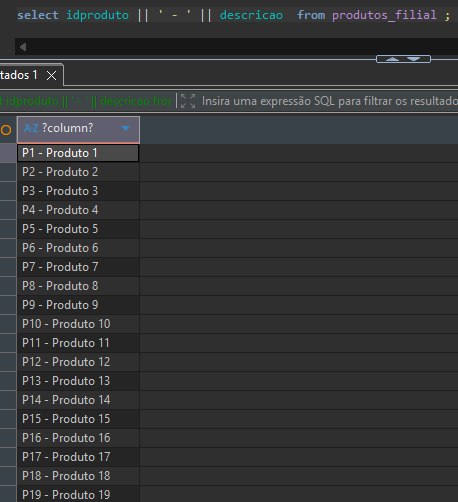 select idproduto || ' - ' || descricao from produtos_filial ;
tados 1
idproduto || ' - ' || descricao fro
Insira uma expressão SQL para filtrar os resultado
A-Z ?column?
P1 - Produto 1
P2 - Produto 2
P3 - Produto 3
P4 - Produto 4
P5 - Produto 5
P6 - Produto 6
P7 - Produto 7
P8 - Produto 8
P9 - Produto 9
P10 - Produto 10
P11 - Produto 11
P12 - Produto 12
P13 - Produto 13
P14 - Produto 14
P15 - Produto 15
P16 - Produto 16
P17 - Produto 17
P18 - Produto 18
P19 - Produto 19